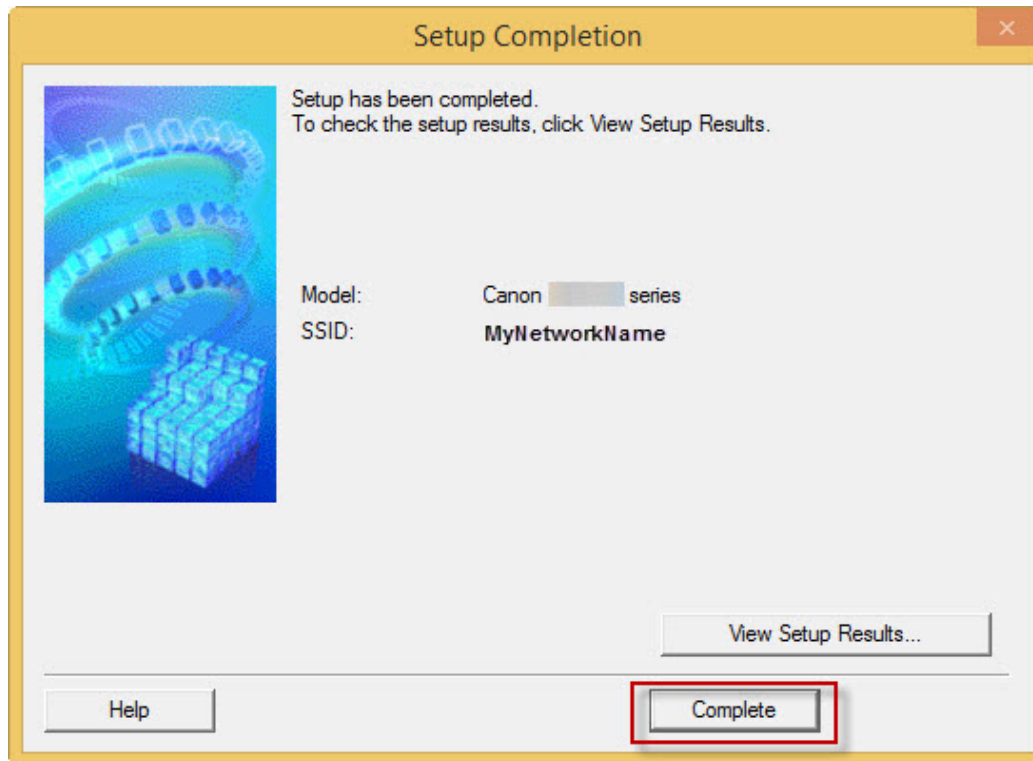 Setup Completion
Setup has been completed.
To check the setup results, click View Setup Results.
Model: Canon series
SSID: MyNetworkName
View Setup Results...
Help Complete